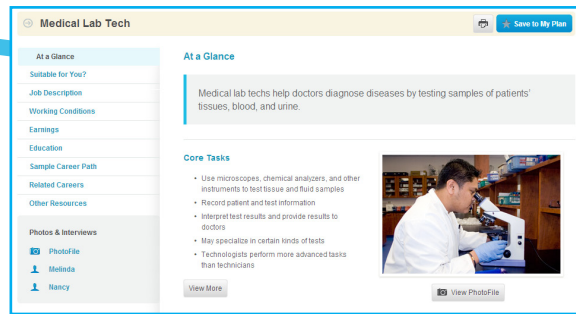 Medical Lab Tech
Save to My Plan
At a Glance
Suitable for You?
Job Description
Working Conditions
Earnings
Education
Sample Career Path
Related Careers
Other Resources
Photos & Interviews
PhotoFile
Melinda
Nancy
At a Glance
Medical lab techs help doctors diagnose diseases by testing samples of patients'
tissues, blood, and urine.
Core Tasks
• Use microscopes, chemical analyzers, and other
instruments to test tissue and fluid samples
• Record patient and test information
• Interpret test results and provide results to
doctors
• May specialize in certain kinds of tests
• Technologists perform more advanced tasks
than technicians
View More
View PhotoFile